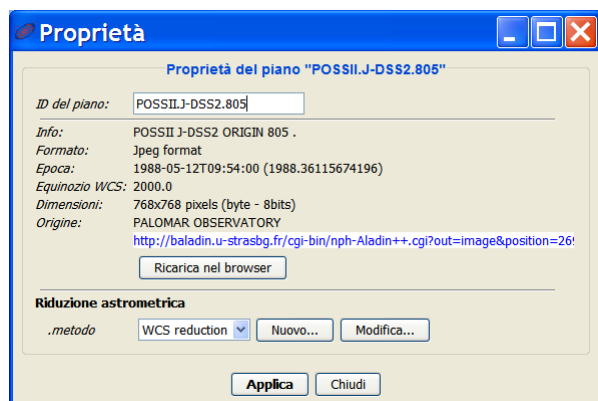 Proprietà
Proprietà del piano "POSSII.J-DSS2.805"
ID del piano: POSSII.J-DSS2.805
Info: POSSII J-DSS2 ORIGIN 805 .
Formato: Jpeg format
Epoca: 1988-05-12T09:54:00 (1988.36115674196)
Equinozio WCS: 2000.0
Dimensioni: 768x768 pixels (byte - 8bits)
Origine: PALOMAR OBSERVATORY
http://baladin.u-strasbg.fr/cgi-bin/nph-Aladin++.cgi?out=image&position=26
Ricarica nel browser
Riduzione astrometrica
.metodo WCS reduction Nuovo... Modifica...
Applica Chiudi